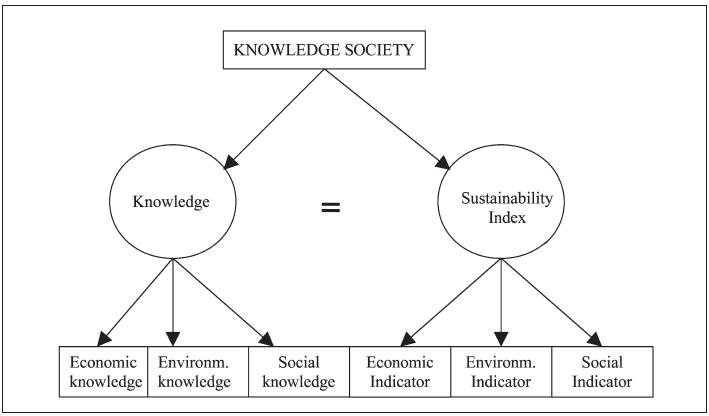 KNOWLEDGE SOCIETY
Knowledge
=
Sustainability
Index
Economic
knowledge
Environm.
knowledge
Social
knowledge
Economic
Indicator
Environm.
Indicator
Social
Indicator